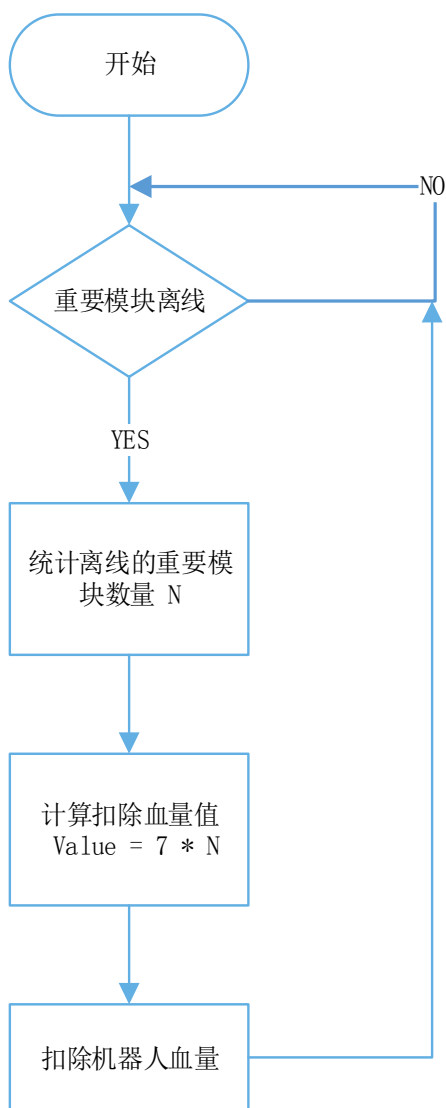 开始
NO
重要模块离线
YES
统计离线的重要模
块数量 N
计算扣除血量值
Value = 7 * N
扣除机器人血量